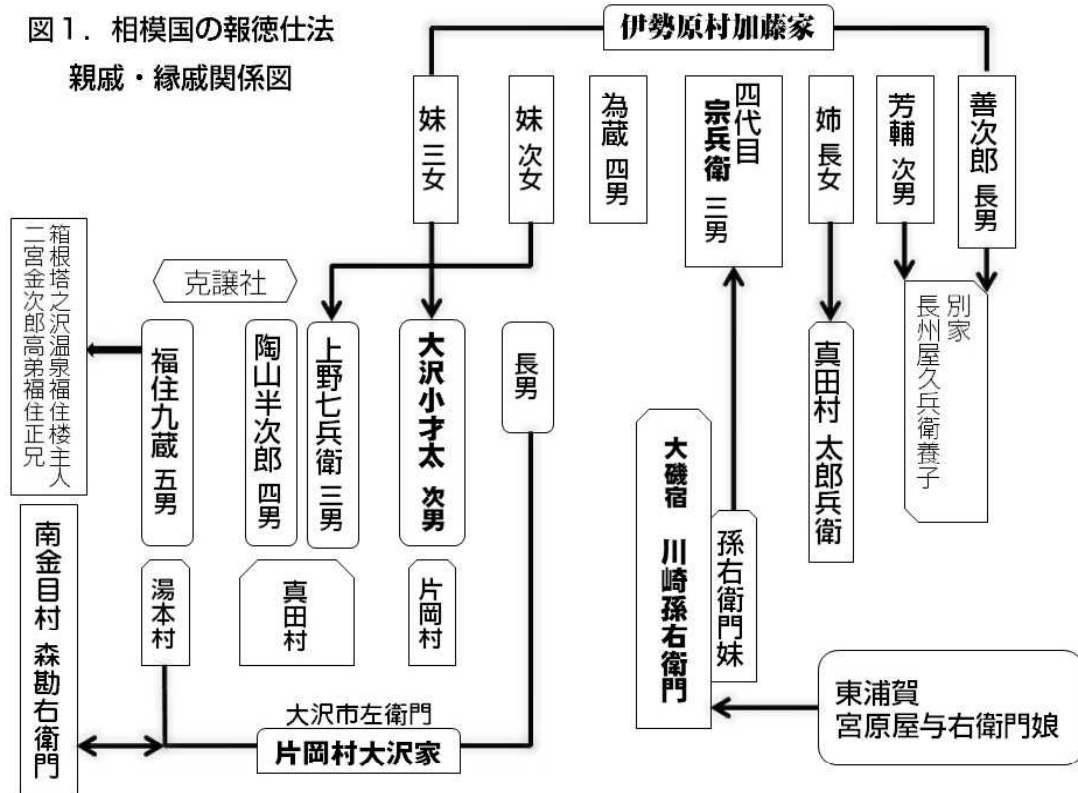 図1．相模国の報徳仕法
親戚・縁戚関係図
伊勢原村加藤家
善次郎 長男
芳輔 次男
姉 長女
四代目
宗兵衛 三男
為蔵 四男
妹 次女
妹 三女
別家
長州屋久兵衛養子
真田村 太郎兵衛
孫右衛門妹
大磯宿 川崎孫右衛門
東浦賀
宮原屋与右衛門娘
長男
大沢小才太 次男
上野七兵衛 三男
陶山半次郎 四男
福住九蔵 五男
克譲社
箱根塔之沢温泉福住楼主人
二宮金次郎高弟福住正兄
片岡村
真田村
湯本村
南金目村 森勘右衛門
大沢市左衛門
片岡村大沢家